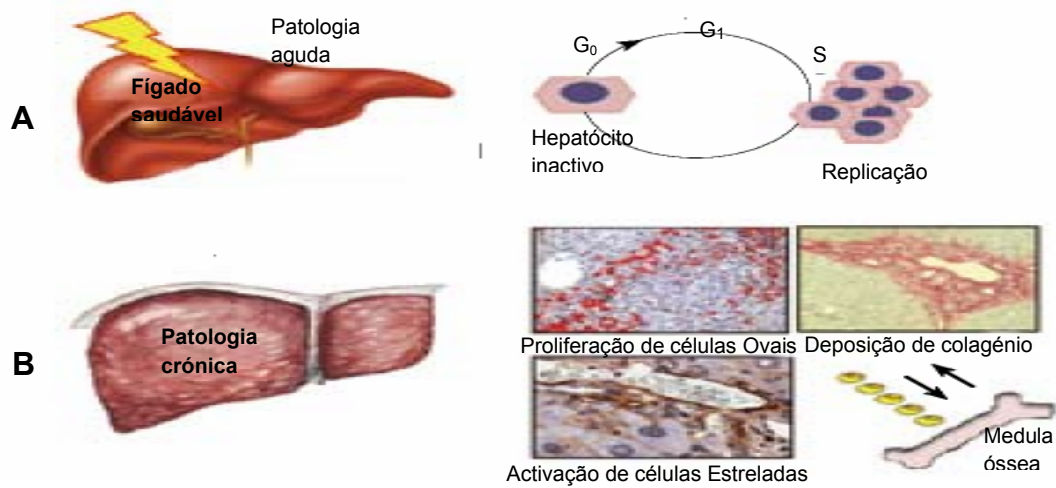 A
Patologia
aguda
Fígado
saudável
G₀
G1
S
Hepatócito
inactivo
Replicação
B
Patologia
crónica
Proliferação de células Ovais
Deposição de colagénio
Activação de células Estreladas
Medula
óssea